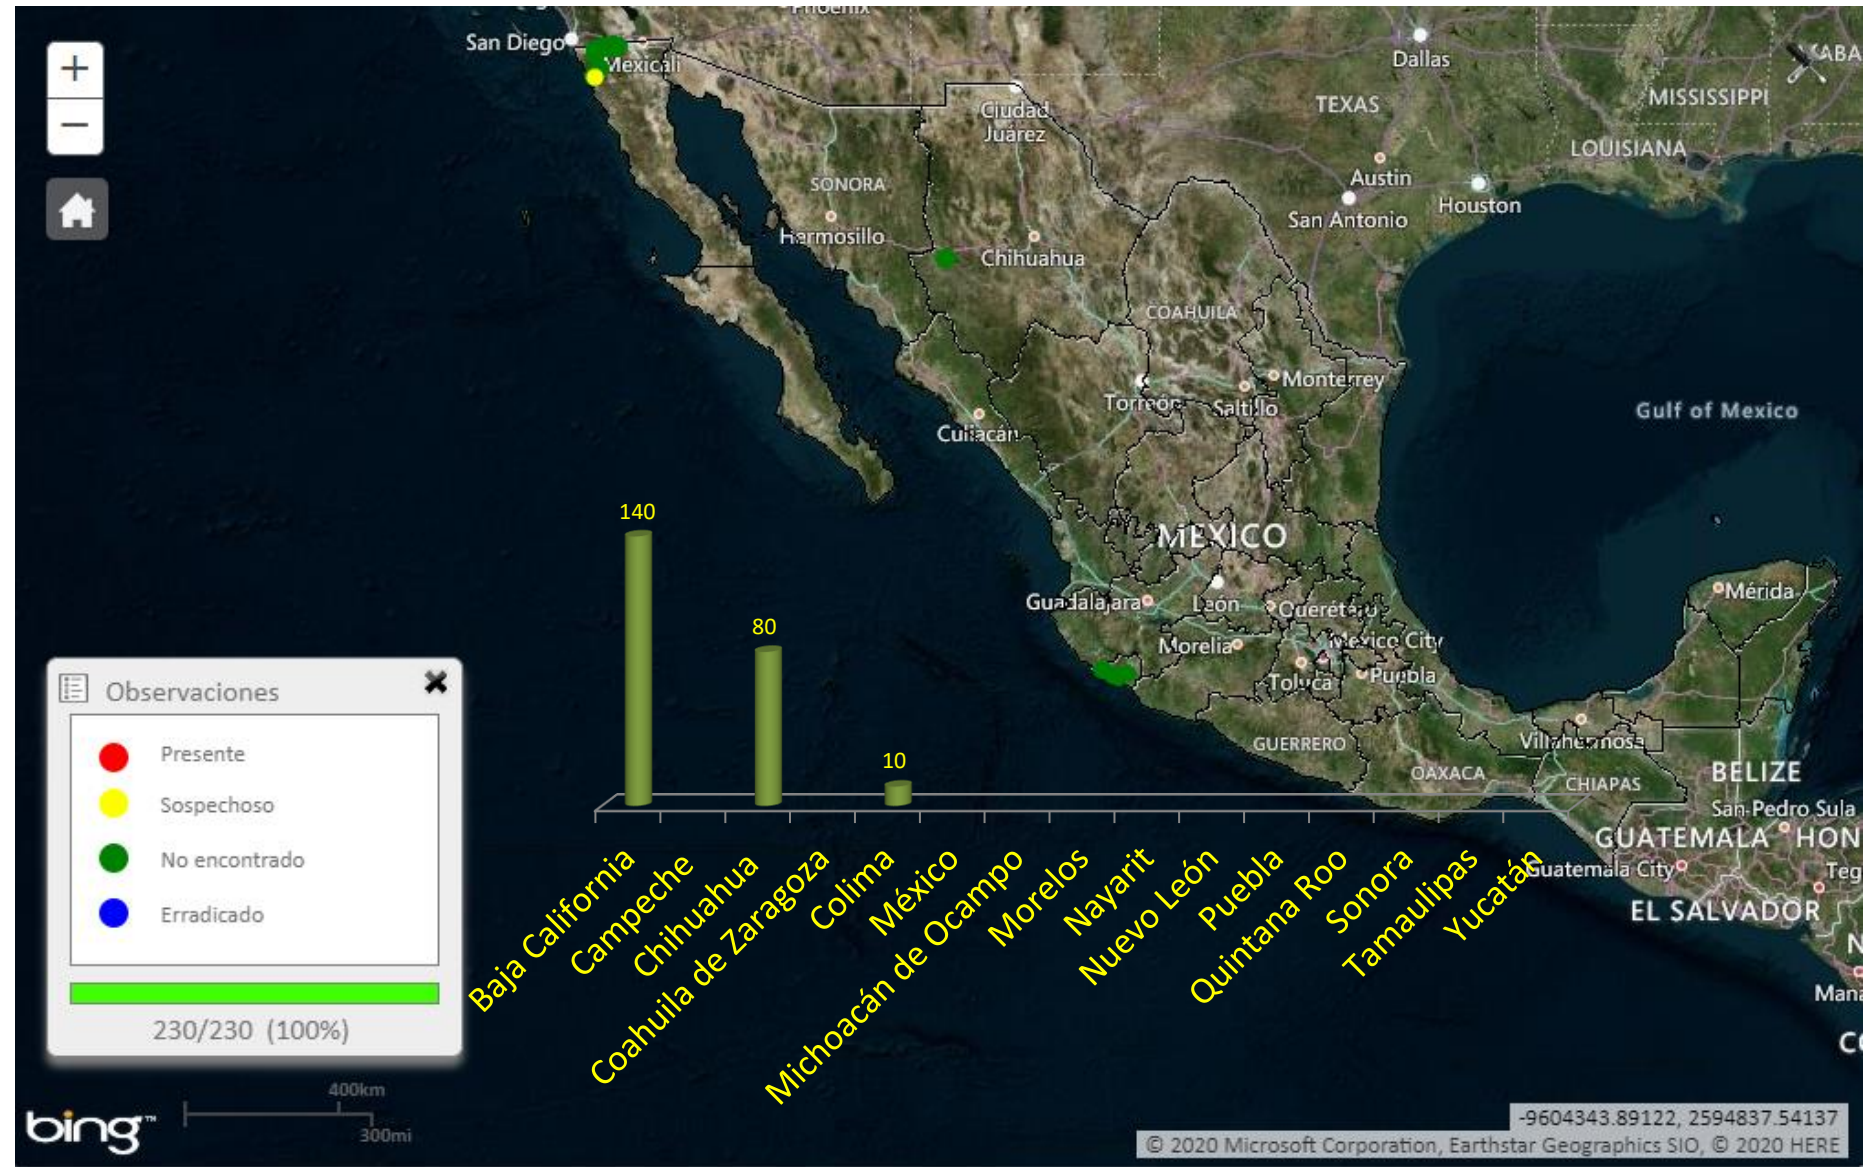 Phoenix
San Diego
Mexicali
Dallas
ABA
MISSISSIPPI
TEXAS
Ciudad
Juárez
LOUISIANA
Austin
SONORA
Houston
San Antonio
Hermosillo
Chihuahua
COAHUILA
Monterrey
Torreón
Saltillo
Gulf of Mexico
Culiacán
140
MEXICO
Mérida
Guadalajara
León
Querétaro
80
Morelia
Mexico City
Toluca
Puebla
Observaciones
Presente
Sospechoso
No encontrado
Erradicado
230/230 (100%)
GUERRERO
Villahermosa
10
OAXACA
CHIAPAS
BELIZE
San Pedro Sula
GUATEMALA
HON
Guatemala City
Teg
EL SALVADOR
N
Mana
CO
Baja California
Campeche
Chihuahua
Coahuila de Zaragoza
Colima
México
Michoacán de Ocampo
Morelos
Nayarit
Nuevo León
Puebla
Quintana Roo
Sonora
Tamaulipas
Yucatán
400km
300mi
bing™
-9604343.89122, 2594837.54137
© 2020 Microsoft Corporation, Earthstar Geographics SIO, © 2020 HERE